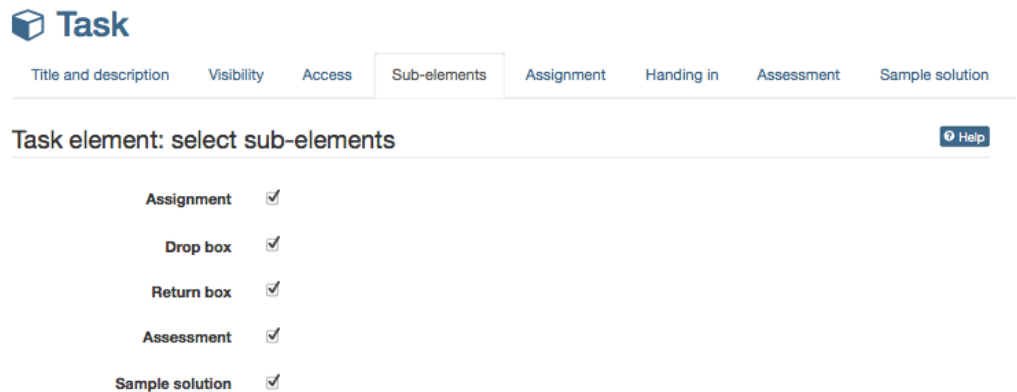 Task
Title and description Visibility Access Sub-elements Assignment Handing in Assessment Sample solution
Task element: select sub-elements Help
Assignment
Drop box
Return box
Assessment
Sample solution